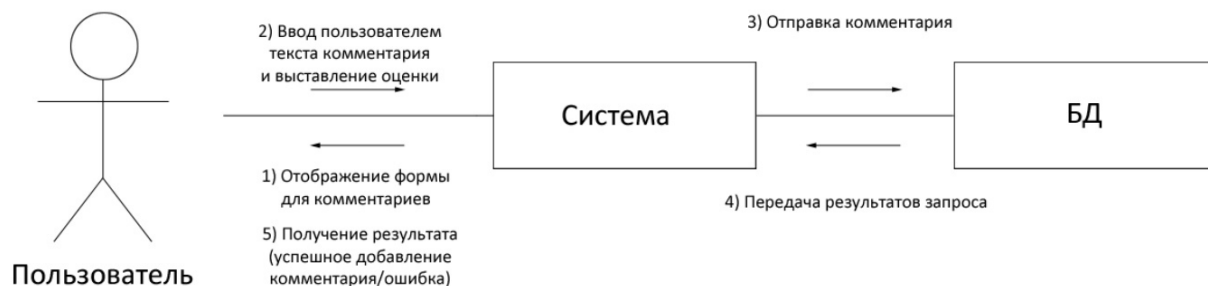 2) Ввод пользователем
текста комментария
и выставление оценки
3) Отправка комментария
Система
БД
1) Отображение формы
для комментариев
4) Передача результатов запроса
5) Получение результата
(успешное добавление
комментария/ошибка)
Пользователь